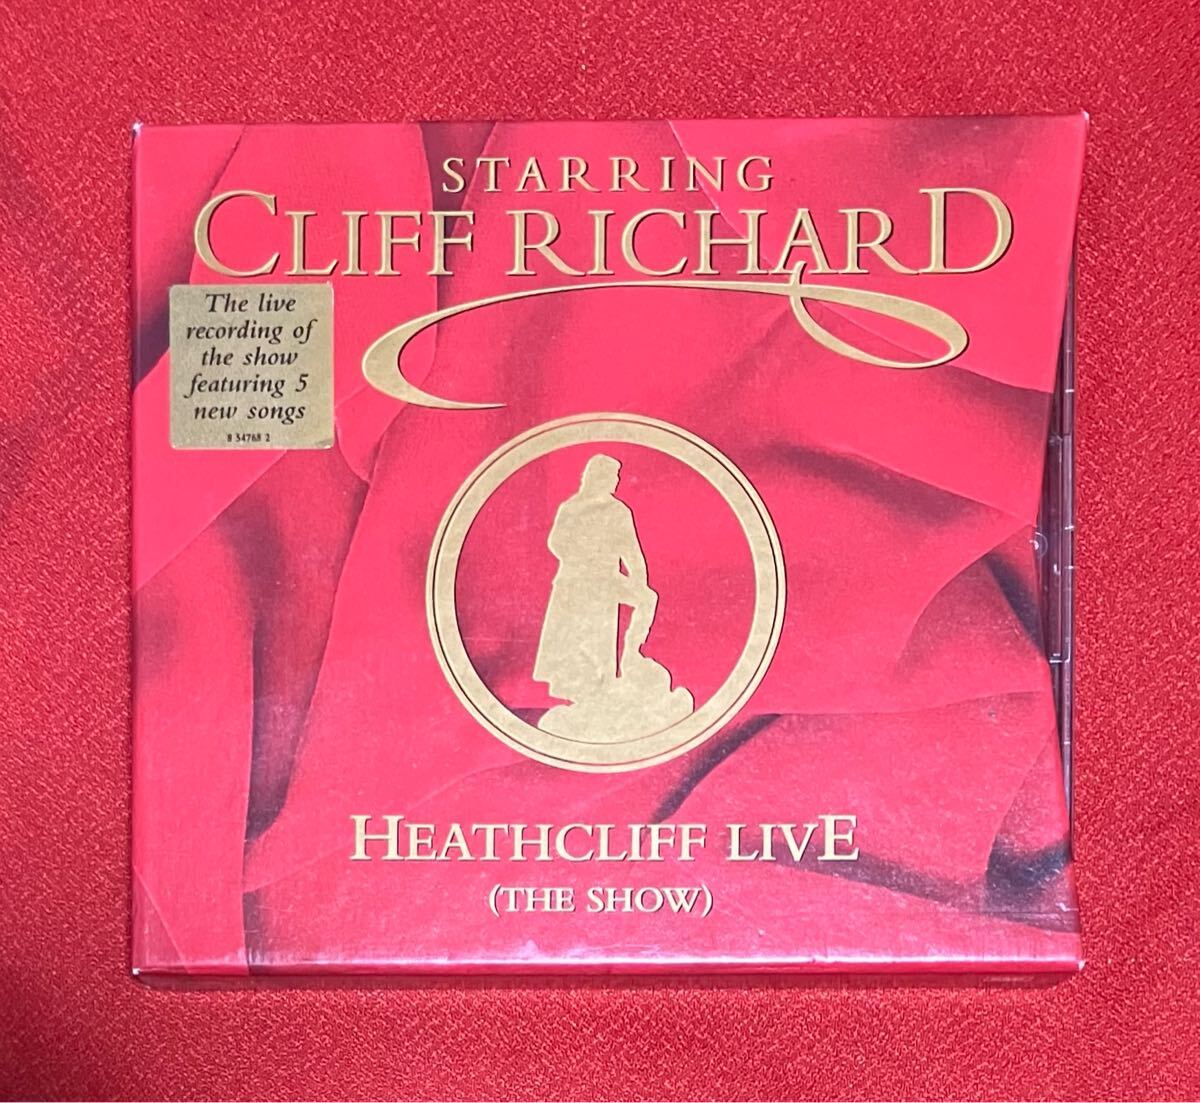 STARRING
CLIFF RICHARD
The live
recording of
the show
featuring 5
new songs
8 34768 2
HEATHCLIFF LIVE
(THE SHOW)